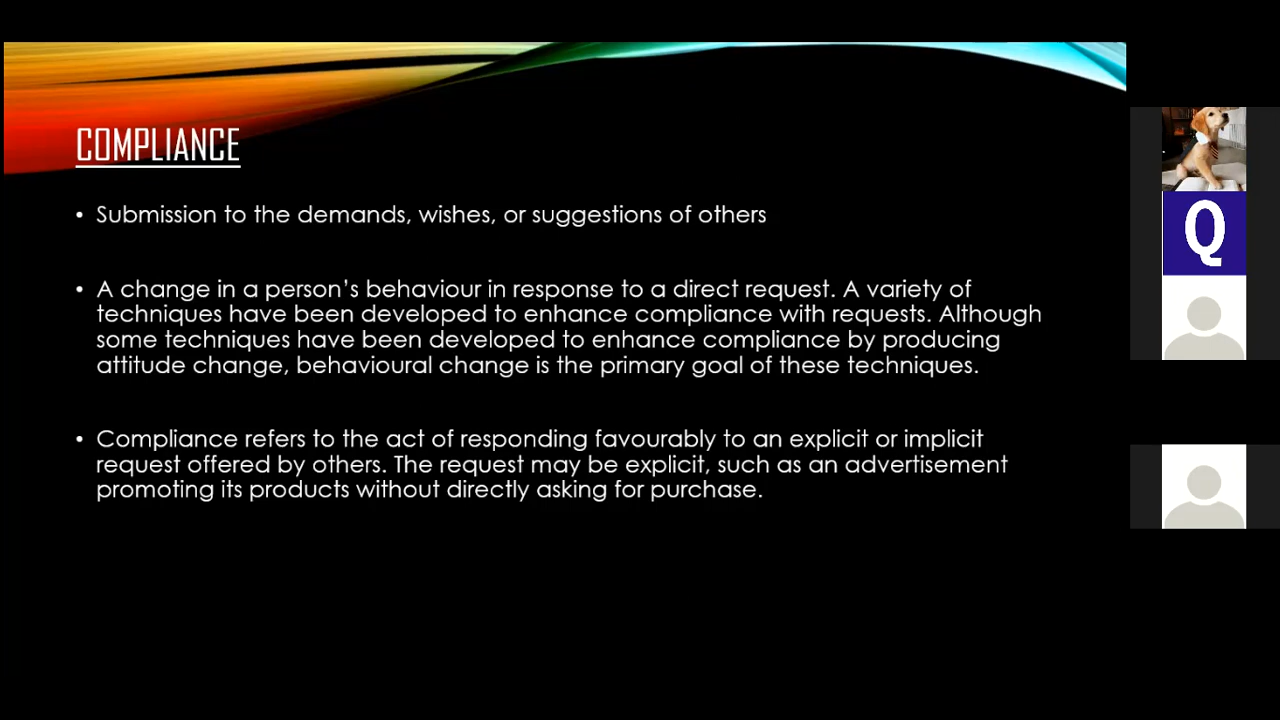 COMPLIANCE
• Submission to the demands, wishes, or suggestions of others
• A change in a person's behaviour in response to a direct request. A variety of
techniques have been developed to enhance compliance with requests. Although
some techniques have been developed to enhance compliance by producing
attitude change, behavioural change is the primary goal of these techniques.
• Compliance refers to the act of responding favourably to an explicit or implicit
request offered by others. The request may be explicit, such as an advertisement
promoting its products without directly asking for purchase.
Q